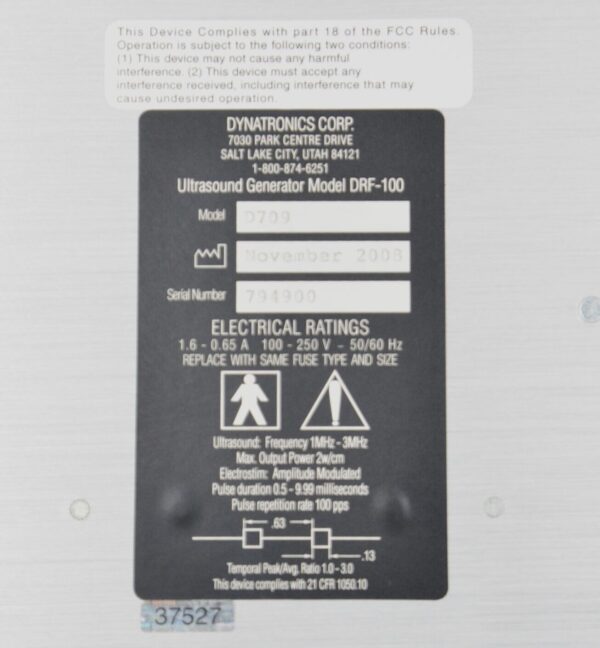 This Device Complies with part 18 of the FCC Rules.
Operation is subject to the following two conditions:
(1) This device may not cause any harmful
interference. (2) This device must accept any
interference received, including interference that may
cause undesired operation.
DYNATRONICS CORP.
7030 PARK CENTRE DRIVE
SALT LAKE CITY, UTAH 84121
1-800-874-6251
Ultrasound Generator Model DRF-100
Model D709
November 2008
Serial Number 794900
ELECTRICAL RATINGS
1.6 - 0.65 A 100 - 250 V ~ 50/60 Hz
REPLACE WITH SAME FUSE TYPE AND SIZE
Ultrasound: Frequency 1MHz - 3MHz
Max. Output Power 2w/cm
Electrostim: Amplitude Modulated
Pulse duration 0.5 - 9.99 milliseconds
Pulse repetition rate 100 pps
.63
.13
Temporal Peak/Avg. Ratio 1.0 - 3.0
This device complies with 21 CFR 1050.10
37527